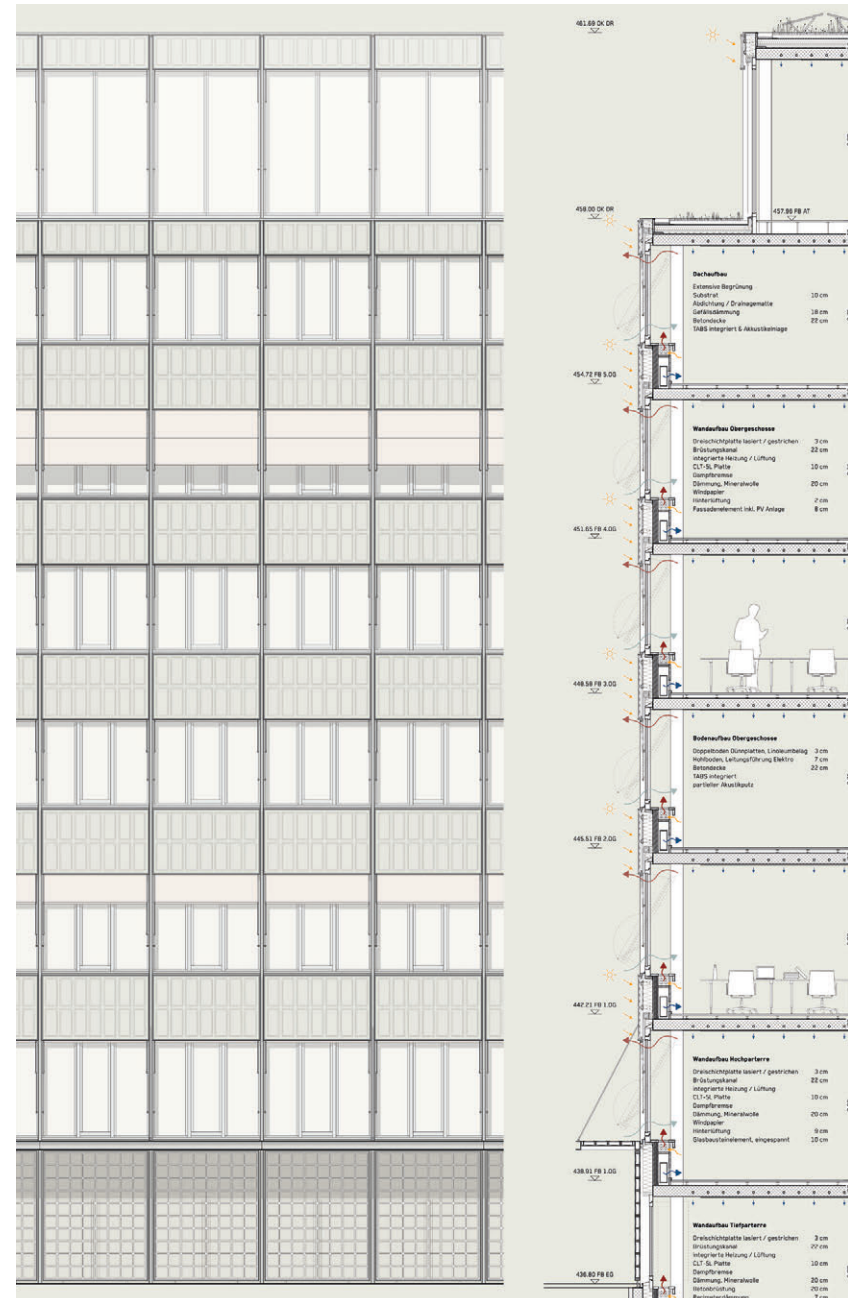 461.69 OK DR
458.00 OK DR
457.96 FB AT
Dachaufbau
Extensive Begrünung
Substrat 10 cm
Abdichtung / Drainagematte
Gefällsdämmung 18 cm
Betondecke 22 cm
TABS integriert & Akkustikeinlage
454.72 FB 5.OG
Wandaufbau Obergeschosse
Dreischichtplatte lasiert / gestrichen 3 cm
Brüstungskanal 22 cm
integrierte Heizung / Lüftung
CLT-SL Platte 10 cm
Dampfbremse
Dämmung, Mineralwolle 20 cm
Windpapier
Hinterlüftung 2 cm
Fassadenelement inkl. PV Anlage 8 cm
451.65 FB 4.OG
448.58 FB 3.OG
Bodenaufbau Obergeschosse
Doppelboden Dünnplatten, Linoleumbelag 3 cm
Hohlboden, Leitungsführung Elektro 7 cm
Betondecke 22 cm
TABS integriert
partieller Akustikputz
445.51 FB 2.OG
442.21 FB 1.OG
Wandaufbau Hochparterre
Dreischichtplatte lasiert / gestrichen 3 cm
Brüstungskanal 22 cm
integrierte Heizung / Lüftung
CLT-SL Platte 10 cm
Dampfbremse
Dämmung, Mineralwolle 20 cm
Windpapier
Hinterlüftung 9 cm
Glasbausteinelement, eingespannt 10 cm
438.91 FB 1.OG
Wandaufbau Tiefparterre
Dreischichtplatte lasiert / gestrichen 3 cm
Brüstungskanal 22 cm
integrierte Heizung / Lüftung
CLT-SL Platte 10 cm
Dampfbremse
Dämmung, Mineralwolle 20 cm
Betonbrüstung 20 cm
436.80 FB EG